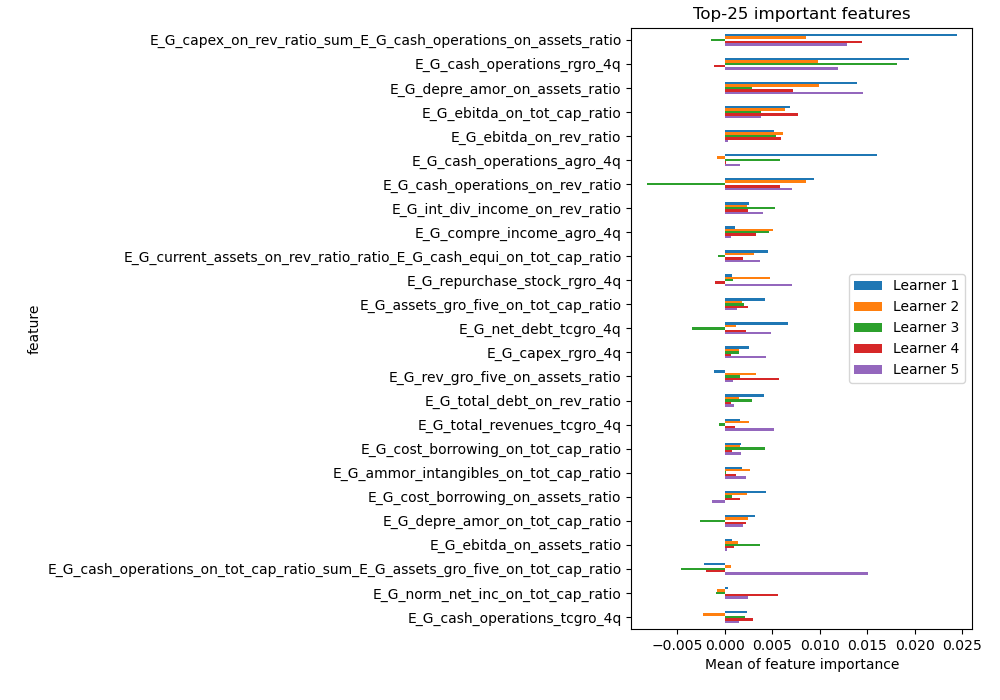 Top-25 important features
E_G_capex_on_rev_ratio_sum_E_G_cash_operations_on_assets_ratio
E_G_cash_operations_rgro_4q
E_G_depre_amor_on_assets_ratio
E_G_ebitda_on_tot_cap_ratio
E_G_ebitda_on_rev_ratio
E_G_cash_operations_agro_4q
E_G_cash_operations_on_rev_ratio
E_G_int_div_income_on_rev_ratio
E_G_compre_income_agro_4q
E_G_current_assets_on_rev_ratio_ratio_E_G_cash_equi_on_tot_cap_ratio
E_G_repurchase_stock_rgro_4q
E_G_assets_gro_five_on_tot_cap_ratio
E_G_net_debt_tcgro_4q
E_G_capex_rgro_4q
E_G_rev_gro_five_on_assets_ratio
E_G_total_debt_on_rev_ratio
E_G_total_revenues_tcgro_4q
E_G_cost_borrowing_on_tot_cap_ratio
E_G_ammor_intangibles_on_tot_cap_ratio
E_G_cost_borrowing_on_assets_ratio
E_G_depre_amor_on_tot_cap_ratio
E_G_ebitda_on_assets_ratio
E_G_cash_operations_on_tot_cap_ratio_sum_E_G_assets_gro_five_on_tot_cap_ratio
E_G_norm_net_inc_on_tot_cap_ratio
E_G_cash_operations_tcgro_4q
feature
Learner 1
Learner 2
Learner 3
Learner 4
Learner 5
−0.005 0.000 0.005 0.010 0.015 0.020 0.025
Mean of feature importance